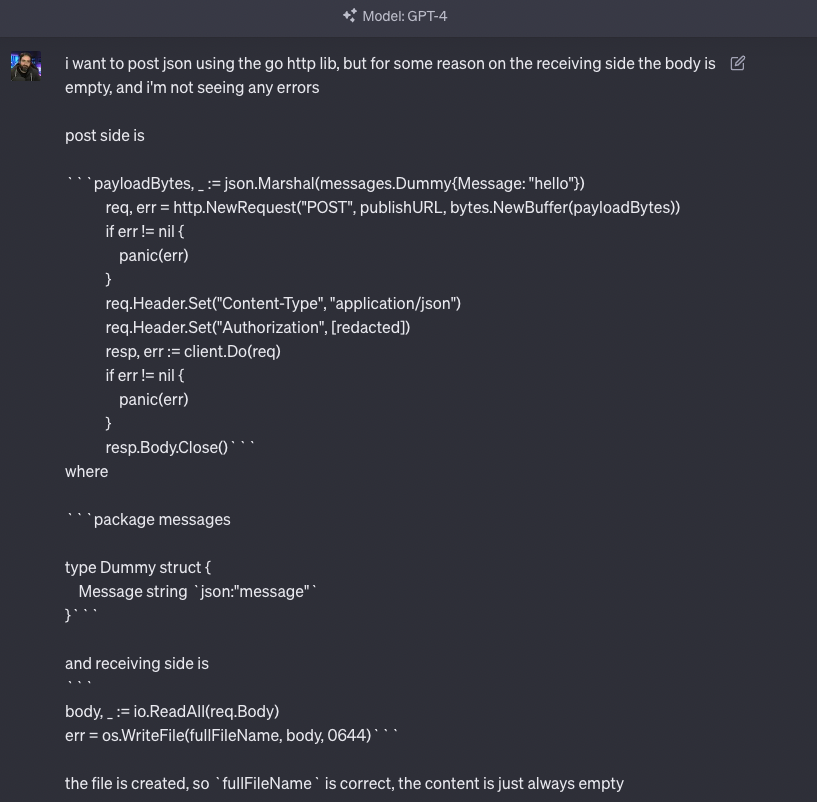 Model: GPT-4
i want to post json using the go http lib, but for some reason on the receiving side the body is
empty, and i'm not seeing any errors
post side is
```payloadBytes, _ := json.Marshal(messages.Dummy{Message: "hello"})
req, err = http.NewRequest("POST", publishURL, bytes.NewBuffer(payloadBytes))
if err != nil {
panic(err)
}
req.Header.Set("Content-Type", "application/json")
req.Header.Set("Authorization", [redacted])
resp, err := client.Do(req)
if err != nil {
panic(err)
}
resp.Body.Close()```
where
```package messages
type Dummy struct {
Message string `json:"message"`
}```
and receiving side is
```
body, _ := io.ReadAll(req.Body)
err = os.WriteFile(fullFileName, body, 0644)```
the file is created, so `fullFileName` is correct, the content is just always empty